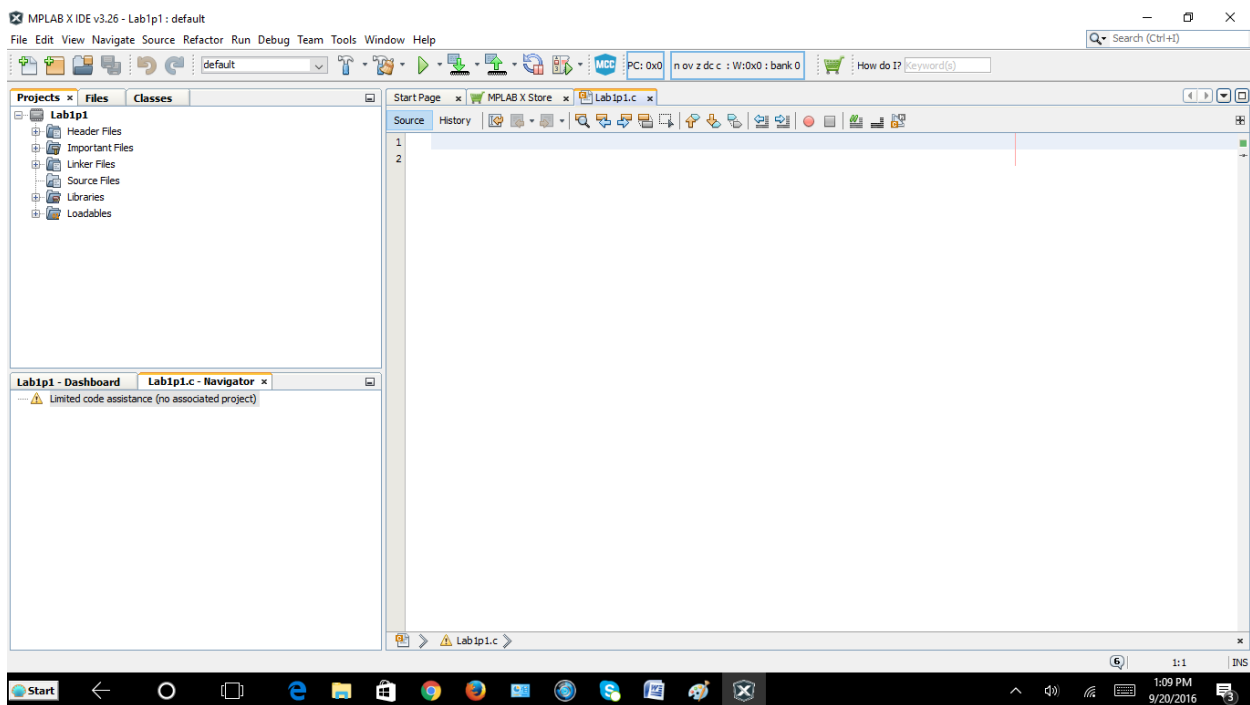 MPLAB X IDE v3.26 - Lab1p1 : default
File Edit View Navigate Source Refactor Run Debug Team Tools Window Help
Search (Ctrl+I)
default
MCC
PC: 0x0
n ov z dc c : W:0x0 : bank 0
How do I? Keyword(s)
Projects Files Classes
Start Page MPLAB X Store Lab1p1.c
Lab1p1
Source History
Header Files
1
Important Files
2
Linker Files
Source Files
Libraries
Loadables
Lab1p1 - Dashboard Lab1p1.c - Navigator
Limited code assistance (no associated project)
Lab1p1.c
6 1:1 INS
Start
1:09 PM
9/20/2016
3